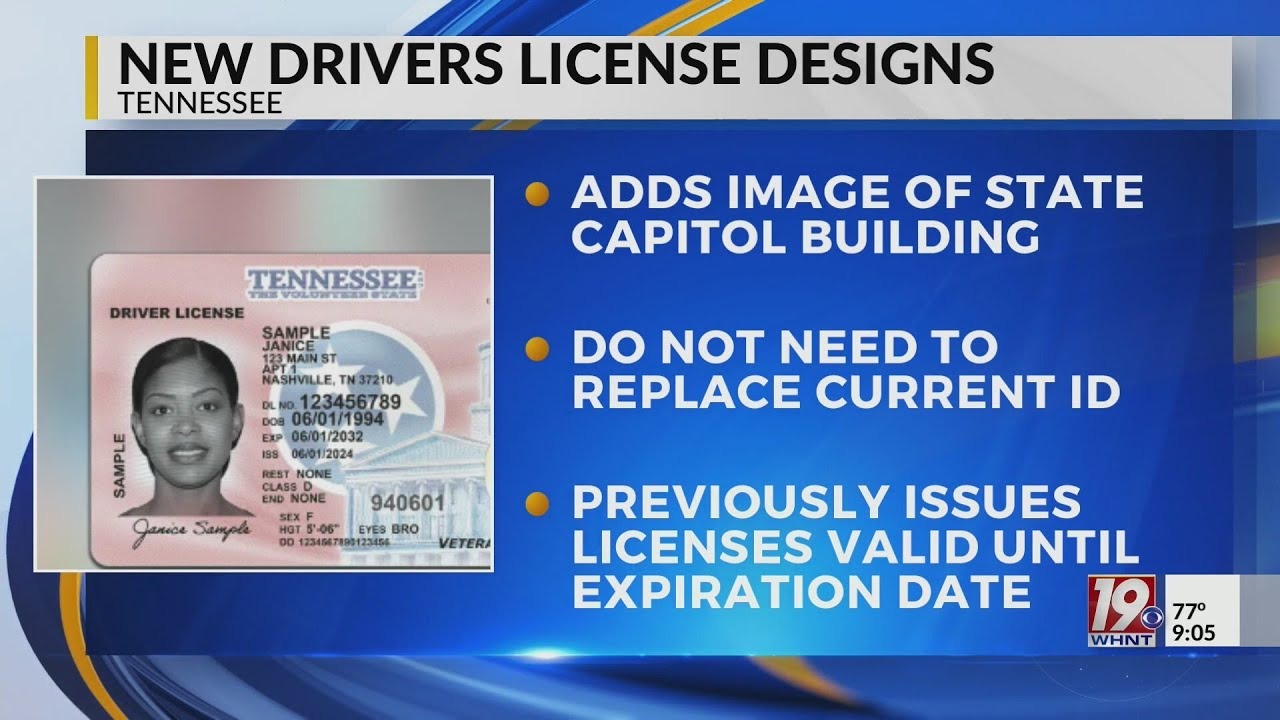 NEW DRIVERS LICENSE DESIGNS
TENNESSEE
ADDS IMAGE OF STATE
CAPITOL BUILDING
DO NOT NEED TO
REPLACE CURRENT ID
PREVIOUSLY ISSUES
LICENSES VALID UNTIL
EXPIRATION DATE
TENNESSEE
THE VOLUNTEER STATE
DRIVER LICENSE
SAMPLE
JANICE
123 MAIN ST
APT 1
NASHVILLE, TN 37210
DL NO. 123456789
DOB 06/01/1994
EXP 06/01/2032
ISS 06/01/2024
REST NONE
CLASS D
END NONE
940601
SEX F
HGT 5'-06" EYES BRO
DD 1234567890123456
VETERA
SAMPLE
Janice Sample
19
WHNT
77°
9:05